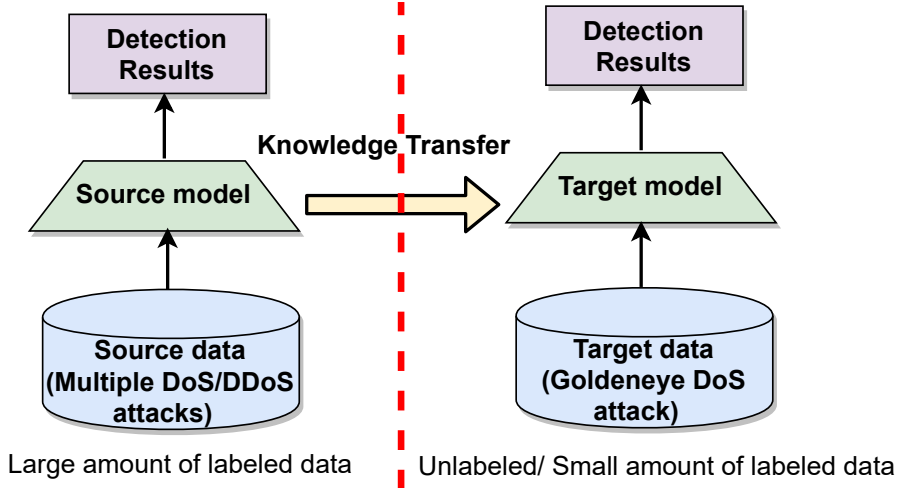 Detection
Results
Source model
Source data
(Multiple DoS/DDoS
attacks)
Large amount of labeled data
Knowledge Transfer
Detection
Results
Target model
Target data
(Goldeneye DoS
attack)
Unlabeled/ Small amount of labeled data